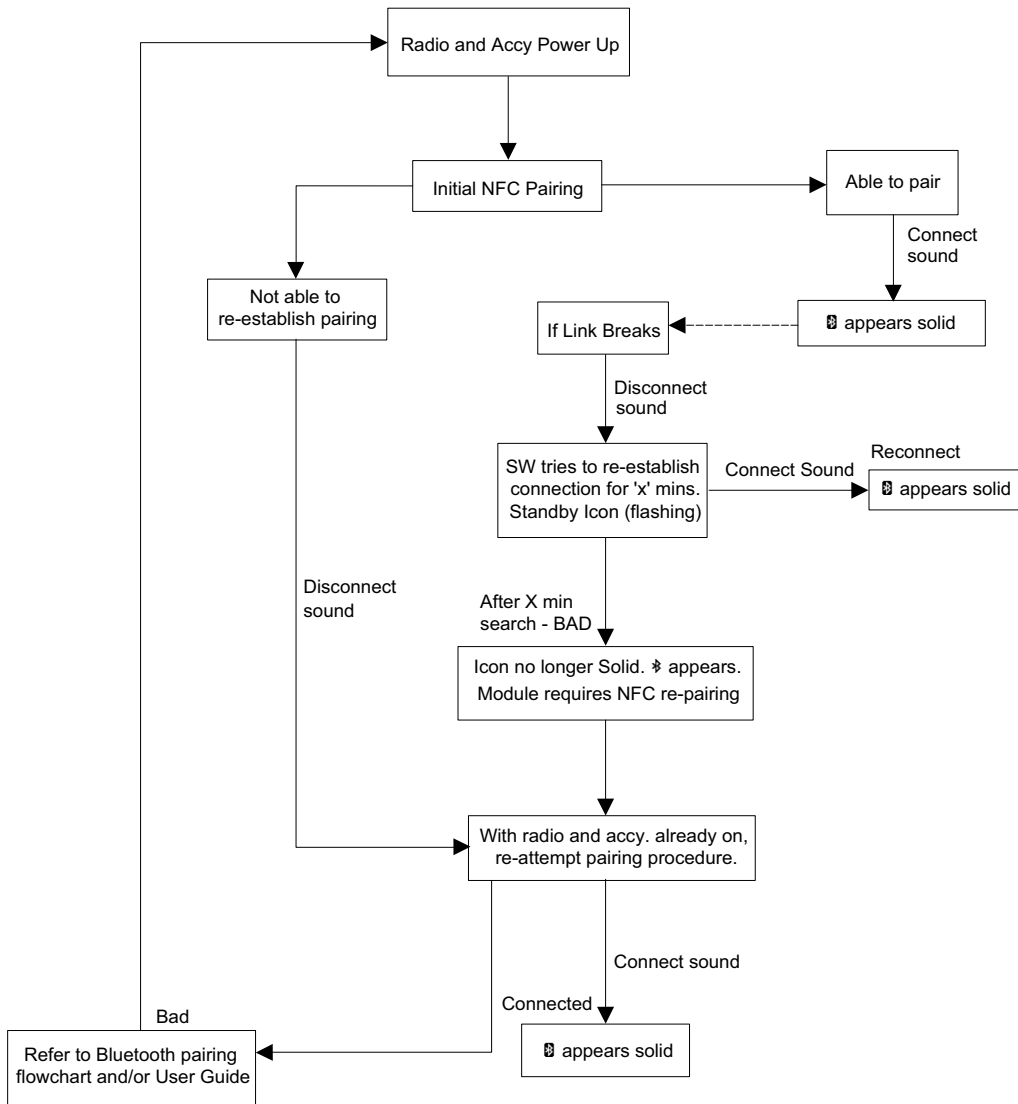 Radio and Accy Power Up
Initial NFC Pairing
Able to pair
Connect
sound
Not able to
re-establish pairing
If Link Breaks
appears solid
Disconnect
sound
SW tries to re-establish
connection for 'x' mins.
Standby Icon (flashing)
Connect Sound
Reconnect
appears solid
Disconnect
sound
After X min
search - BAD
Icon no longer Solid. appears.
Module requires NFC re-pairing
With radio and accy. already on,
re-attempt pairing procedure.
Connect sound
Connected
appears solid
Bad
Refer to Bluetooth pairing
flowchart and/or User Guide